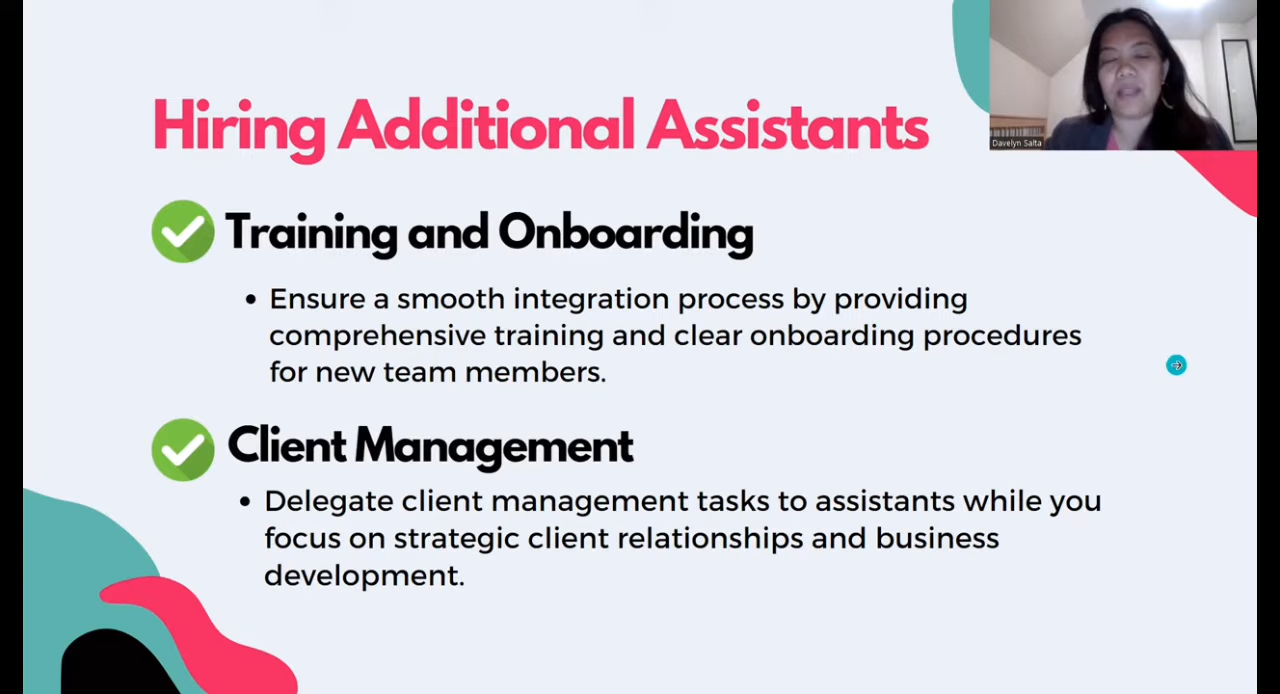 Hiring Additional Assistants
Davelyn Salta
Training and Onboarding
• Ensure a smooth integration process by providing
comprehensive training and clear onboarding procedures
for new team members.
Client Management
• Delegate client management tasks to assistants while you
focus on strategic client relationships and business
development.